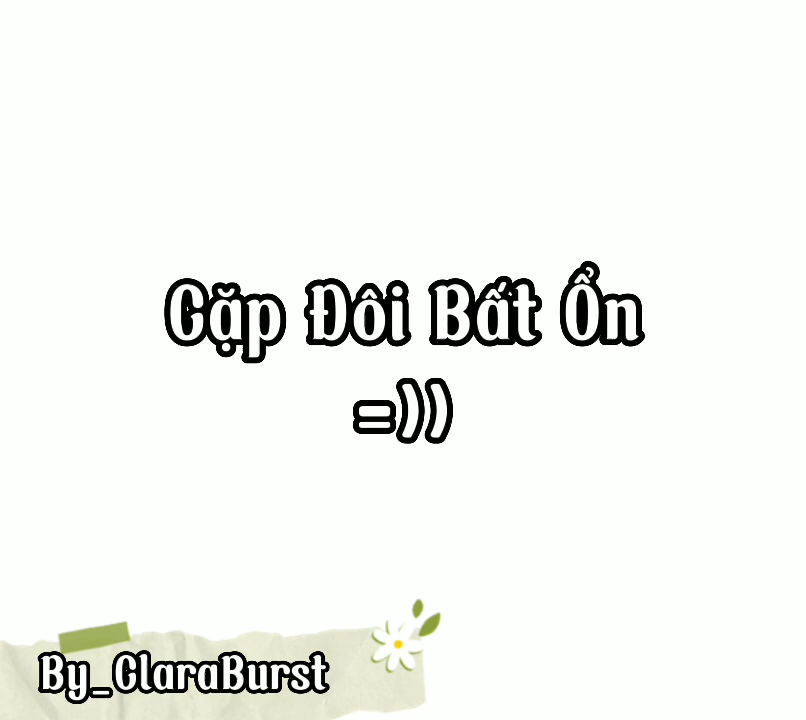 Cặp Đôi Bất Ổn
=))
By_ClaraBurst